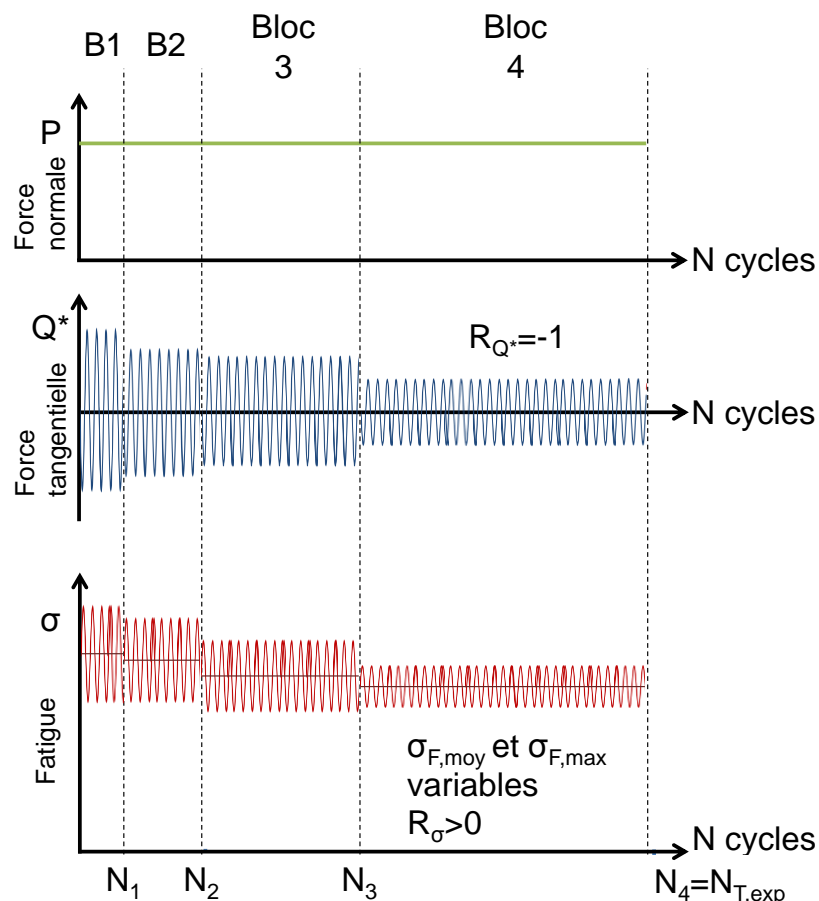 B1 B2 Bloc 3 Bloc 4
P
Force normale
N cycles
Q*
R_Q*=-1
Force tangentielle
N cycles
σ
Fatigue
σ_F,moy et σ_F,max
variables
R_σ>0
N cycles
N_1 N_2 N_3 N_4=N_T,exp